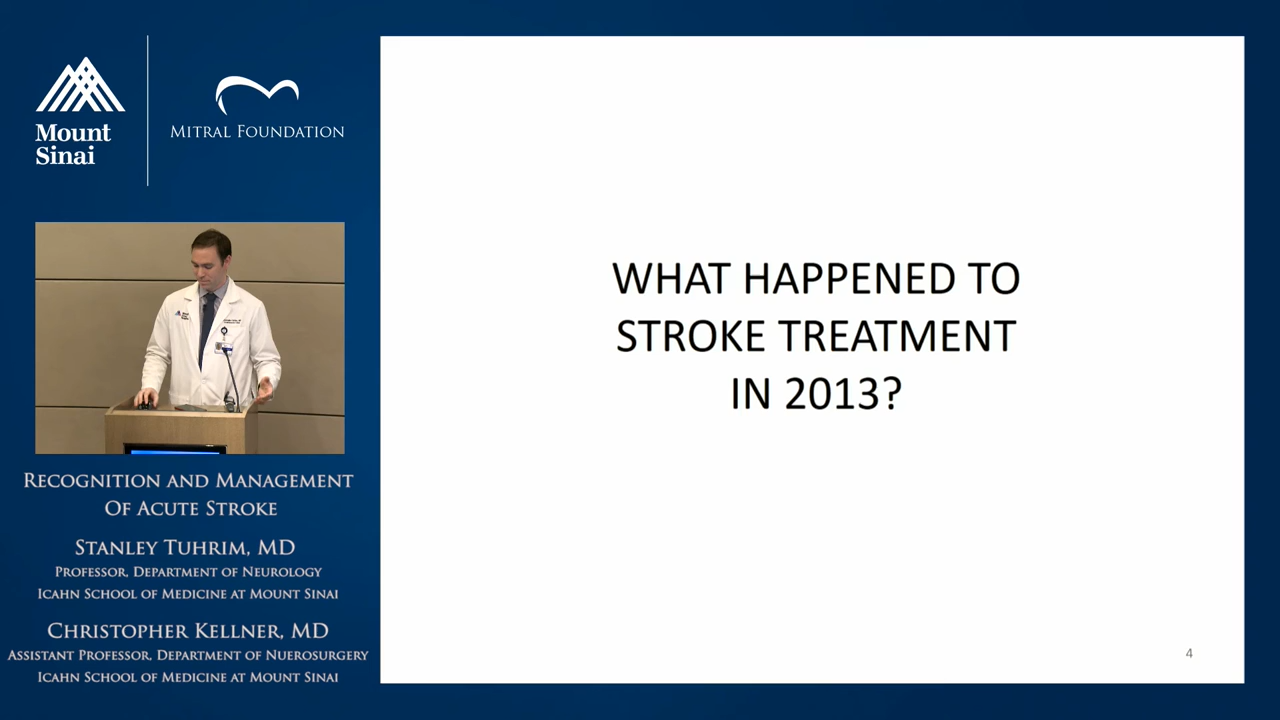 Mount
Sinai
MITRAL FOUNDATION
RECOGNITION AND MANAGEMENT
OF ACUTE STROKE
STANLEY TUHRIM, MD
PROFESSOR, DEPARTMENT OF NEUROLOGY
ICAHN SCHOOL OF MEDICINE AT MOUNT SINAI
CHRISTOPHER KELLNER, MD
ASSISTANT PROFESSOR, DEPARTMENT OF NUEROSURGERY
ICAHN SCHOOL OF MEDICINE AT MOUNT SINAI
WHAT HAPPENED TO
STROKE TREATMENT
IN 2013?
4